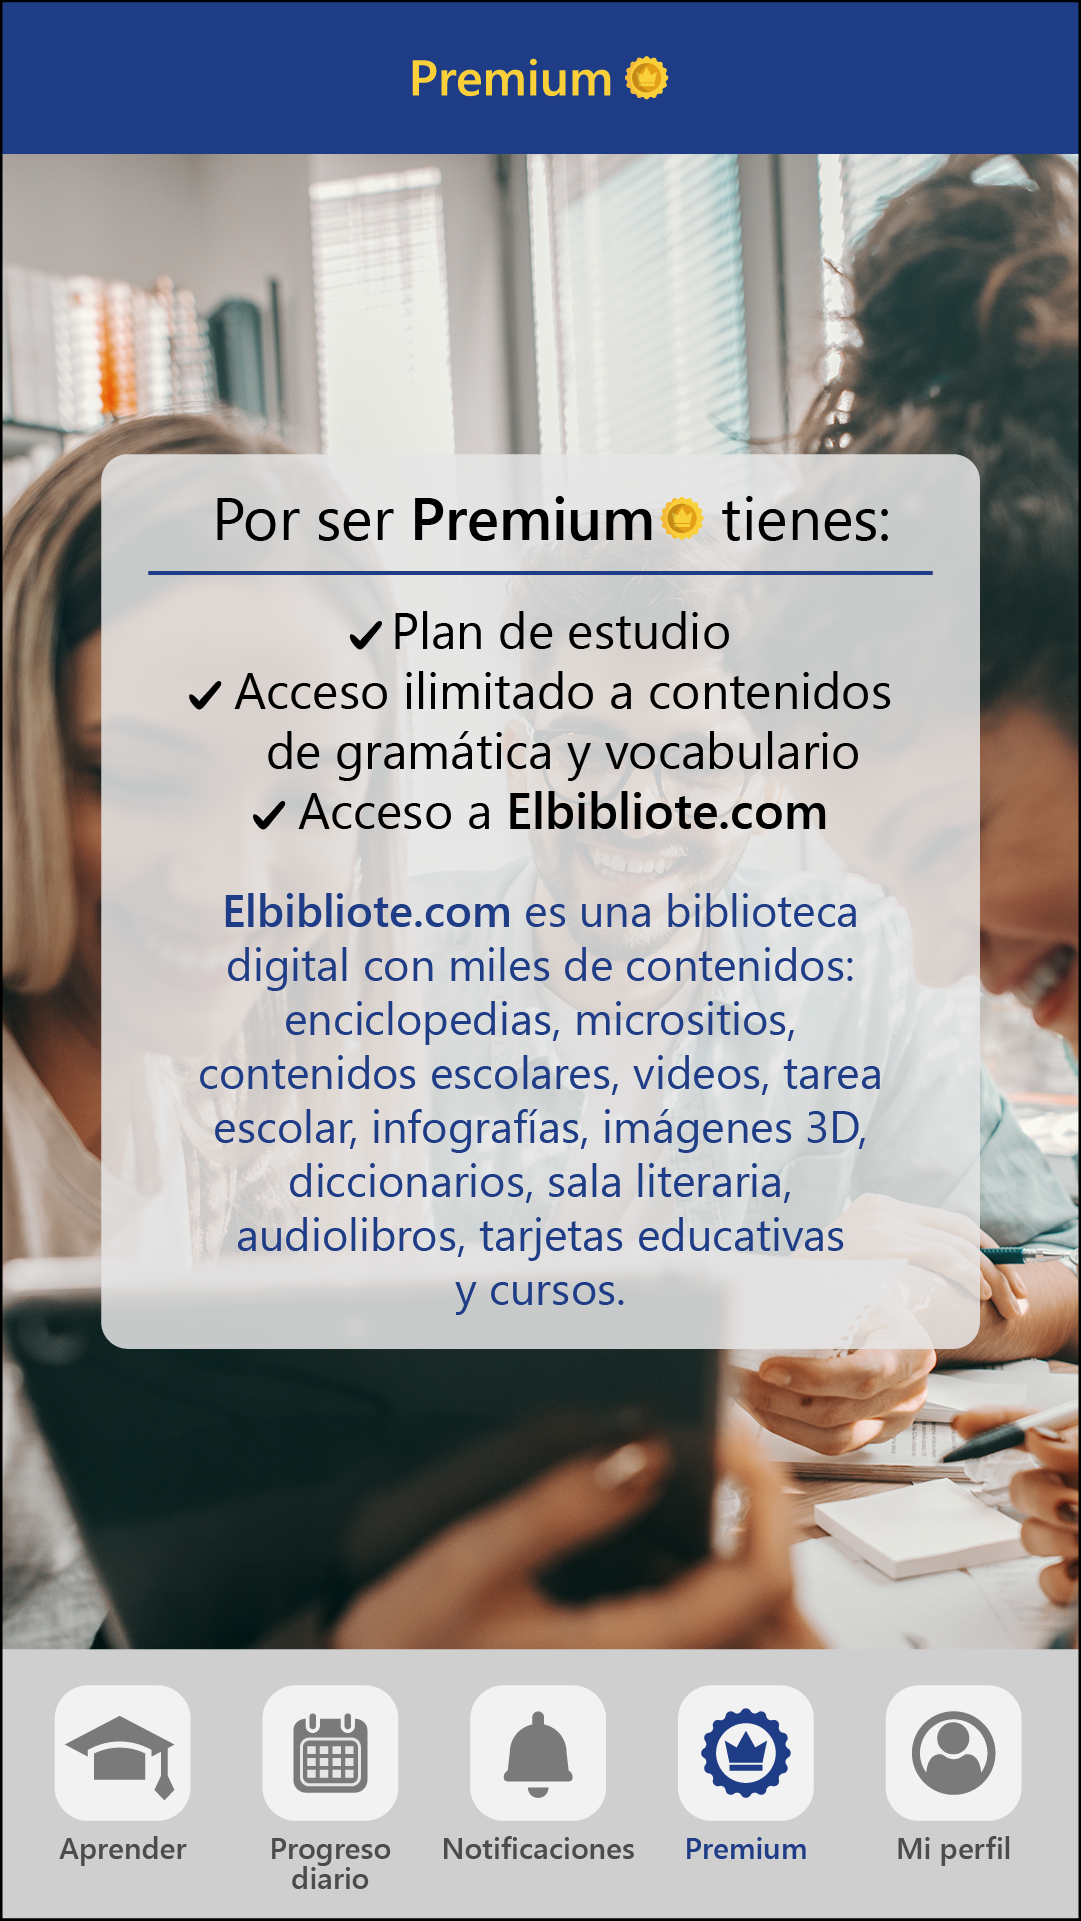 Premium
Por ser Premium tienes:
✔ Plan de estudio
✔ Acceso ilimitado a contenidos
de gramática y vocabulario
✔ Acceso a Elbibliote.com
Elbibliote.com es una biblioteca
digital con miles de contenidos:
enciclopedias, micrositios,
contenidos escolares, videos, tarea
escolar, infografías, imágenes 3D,
diccionarios, sala literaria,
audiolibros, tarjetas educativas
y cursos.
Aprender
Progreso
diario
Notificaciones
Premium
Mi perfil